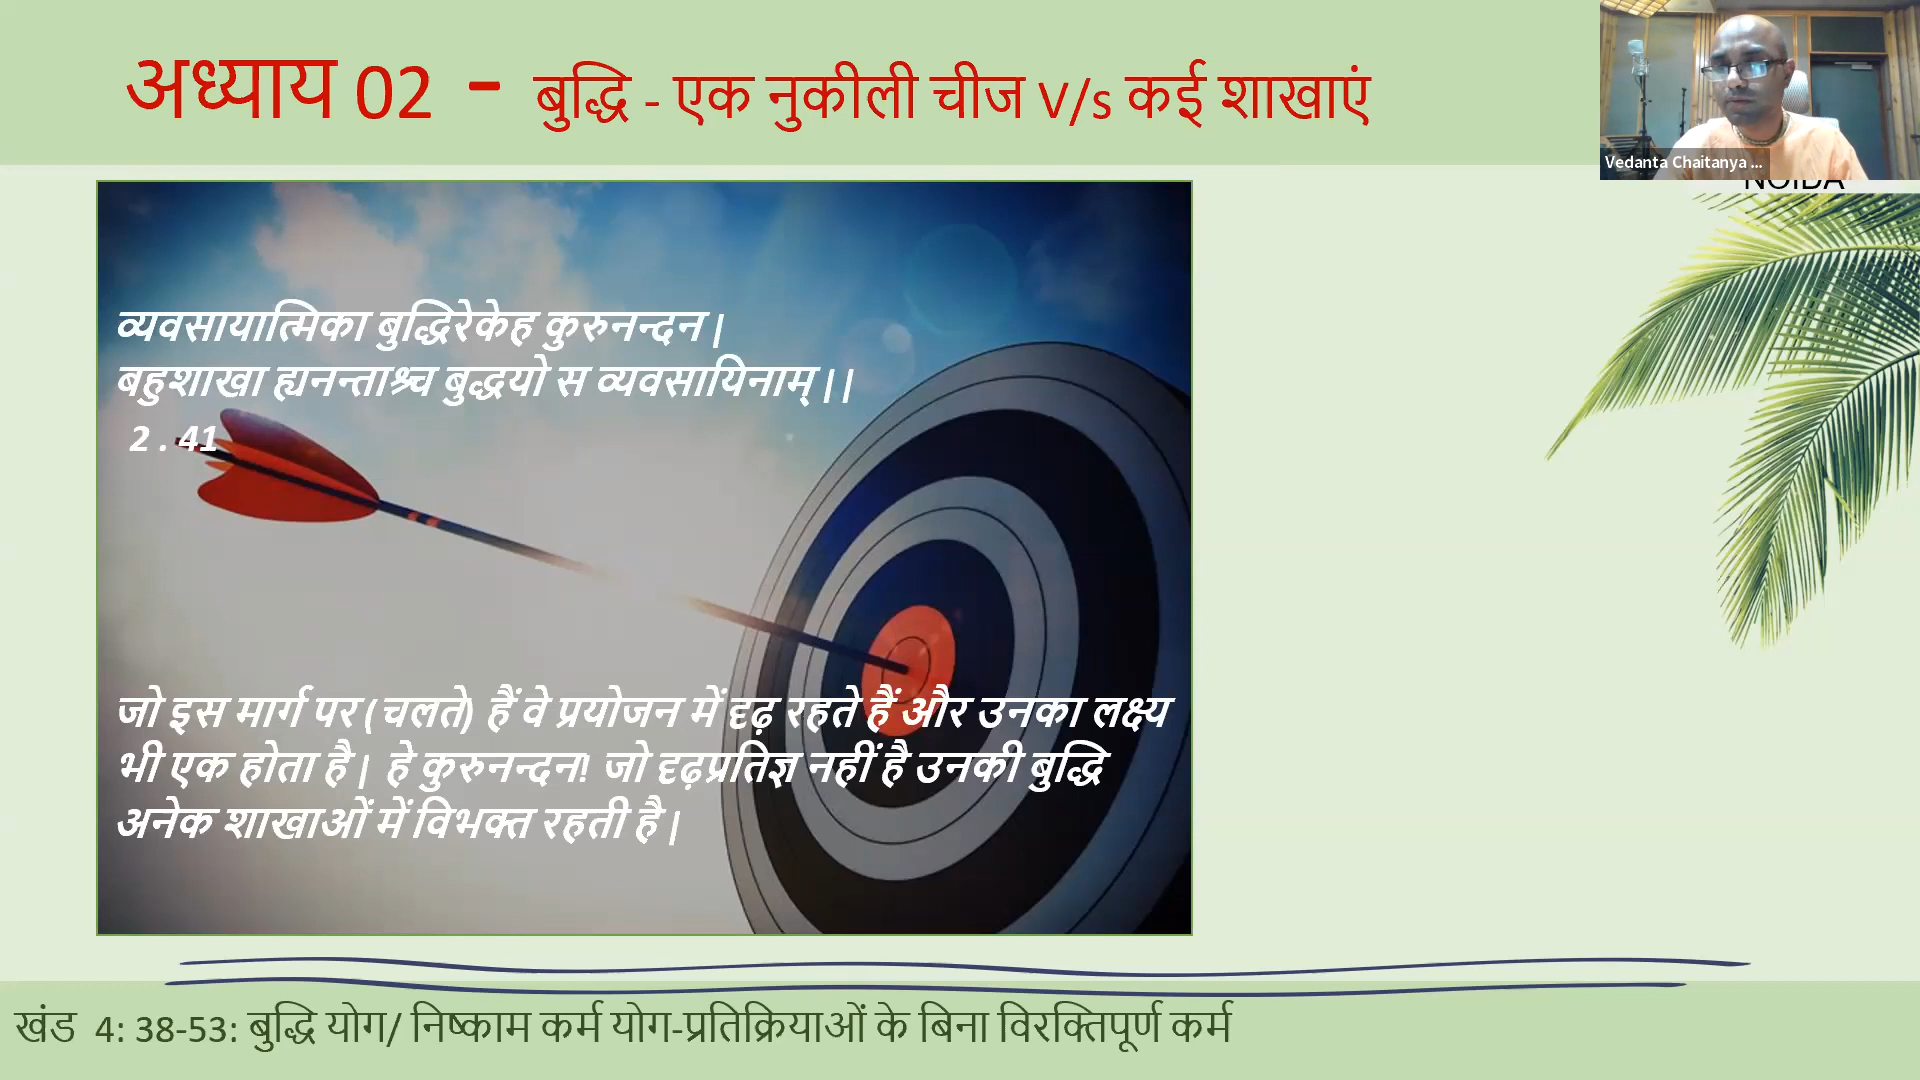 अध्याय 02 - बुद्धि - एक नुकीली चीज V/s कई शाखाएं
Vedanta Chaitanya ...
NOIDA
व्यवसायात्मिका बुद्धिरेकेह कुरुनन्दन |
बहुशाखा ह्यनन्ताश्र्च बुद्धयो स व्यवसायिनाम् ||
2 . 41
जो इस मार्ग पर (चलते) हैं वे प्रयोजन में दृढ़ रहते हैं और उनका लक्ष्य
भी एक होता है | हे कुरुनन्दन! जो दृढ़प्रतिज्ञ नहीं है उनकी बुद्धि
अनेक शाखाओं में विभक्त रहती है |
खंड 4: 38-53: बुद्धि योग/ निष्काम कर्म योग-प्रतिक्रियाओं के बिना विरक्तिपूर्ण कर्म